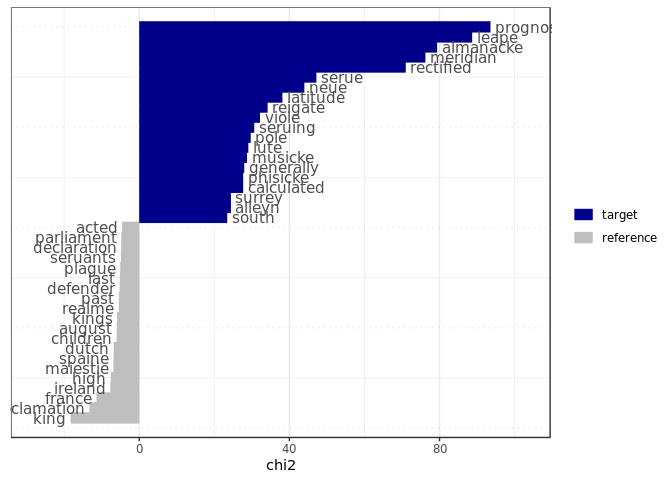 prognos
leape
almanacke
meridian
rectified
serue
neue
latitude
reigate
viole
seruing
pole
lute
musicke
generally
phisicke
calculated
surrey
alleyn
south
acted
parliament
declaration
seruants
plague
last
defender
past
realme
kings
august
children
dutch
spaine
maiestie
high
ireland
france
clamation
king
target
reference
0 40 80
chi2